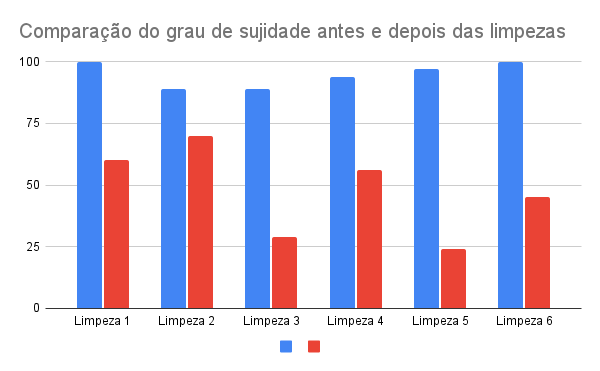 Comparação do grau de sujidade antes e depois das limpezas
100
75
50
25
0
Limpeza 1 Limpeza 2 Limpeza 3 Limpeza 4 Limpeza 5 Limpeza 6